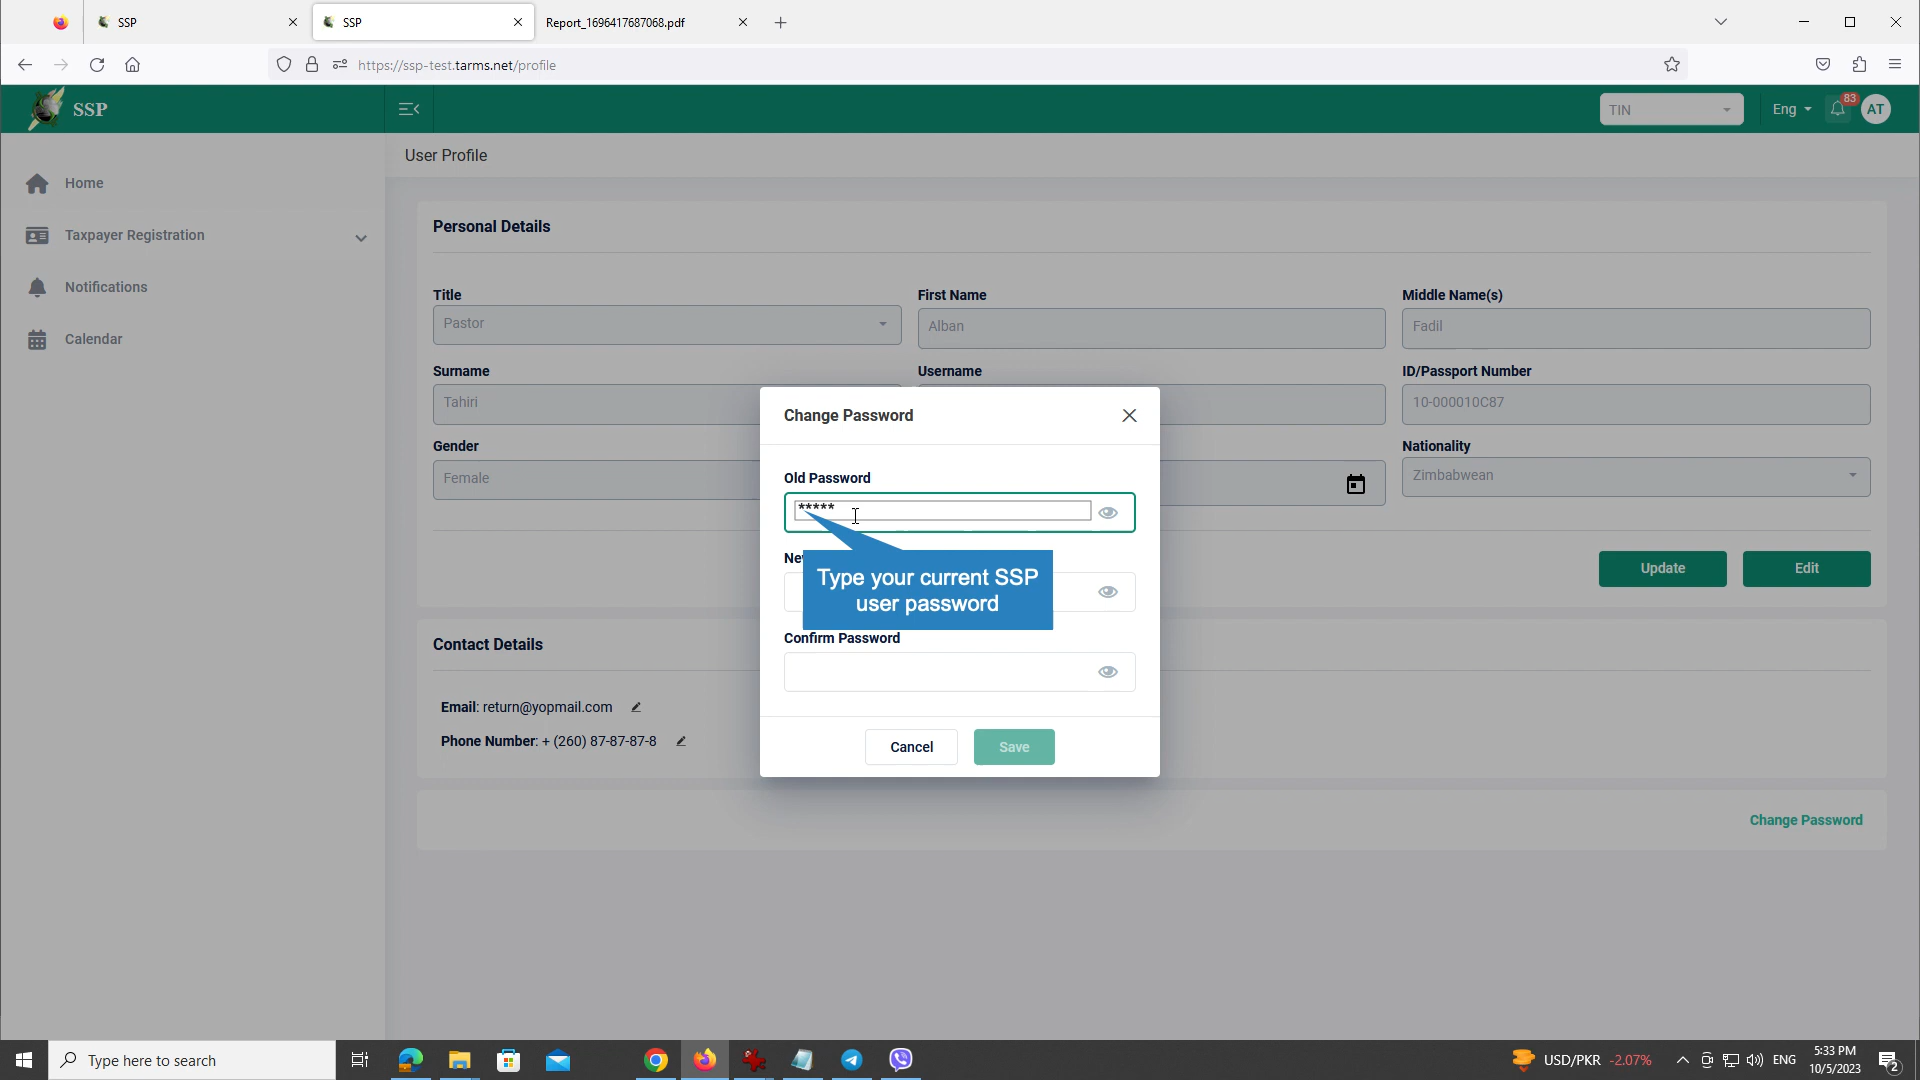 SSP
SSP
Report_1696417687068.pdf
https://ssp-test.tarms.net/profile
SSP
TIN
Eng
83
AT
Home
Taxpayer Registration
Notifications
Calendar
User Profile
Personal Details
Title
First Name
Middle Name(s)
Pastor
Alban
Fadil
Surname
Username
ID/Passport Number
Tahiri
10-000010C87
Gender
Nationality
Female
Zimbabwean
Update
Edit
Change Password
Old Password
*****
Type your current SSP
user password
Confirm Password
Cancel
Save
Contact Details
Email: return@yopmail.com
Phone Number: + (260) 87-87-87-8
Change Password
Type here to search
USD/PKR -2.07%
ENG
5:33 PM
10/5/2023
2